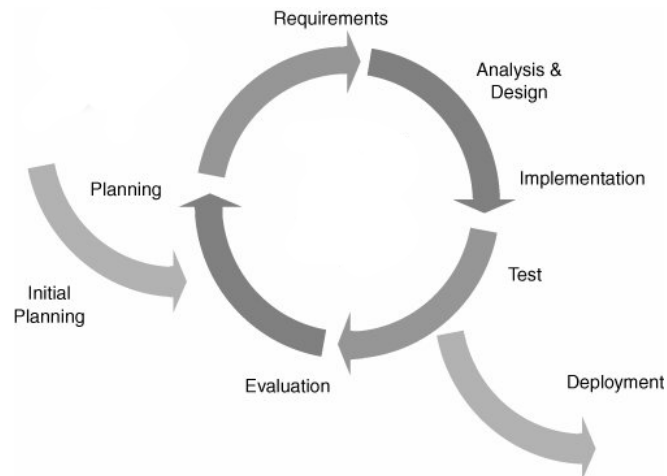 Requirements
Analysis &
Design
Planning
Implementation
Initial
Planning
Test
Evaluation
Deployment